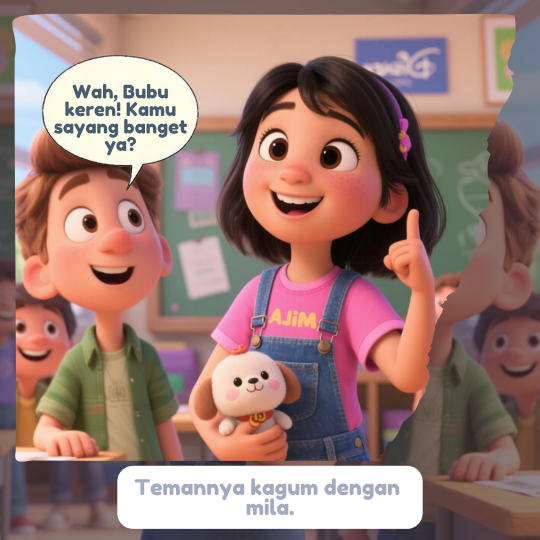 Wah, Bubu
keren! Kamu
sayang banget
ya?
AJIM
Temannya kagum dengan
mila.